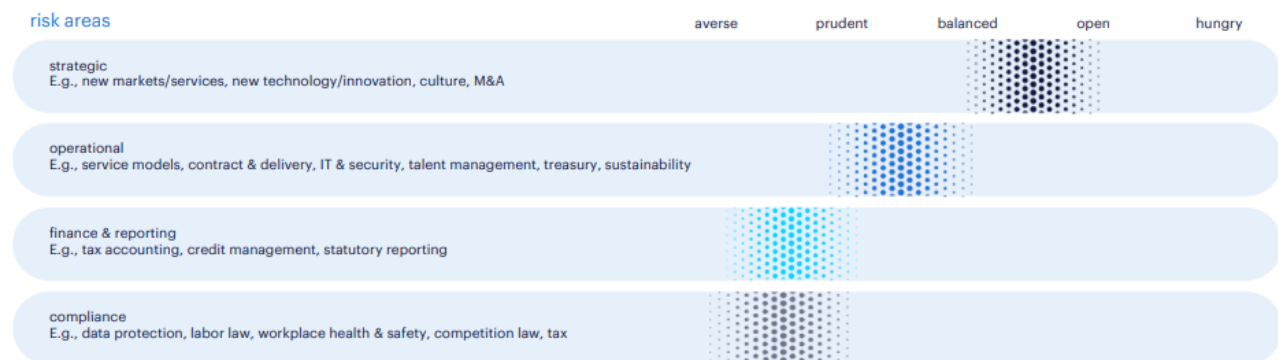 risk areas averse prudent balanced open hungry
strategic
E.g., new markets/services, new technology/innovation, culture, M&A
operational
E.g., service models, contract & delivery, IT & security, talent management, treasury, sustainability
finance & reporting
E.g., tax accounting, credit management, statutory reporting
compliance
E.g., data protection, labor law, workplace health & safety, competition law, tax